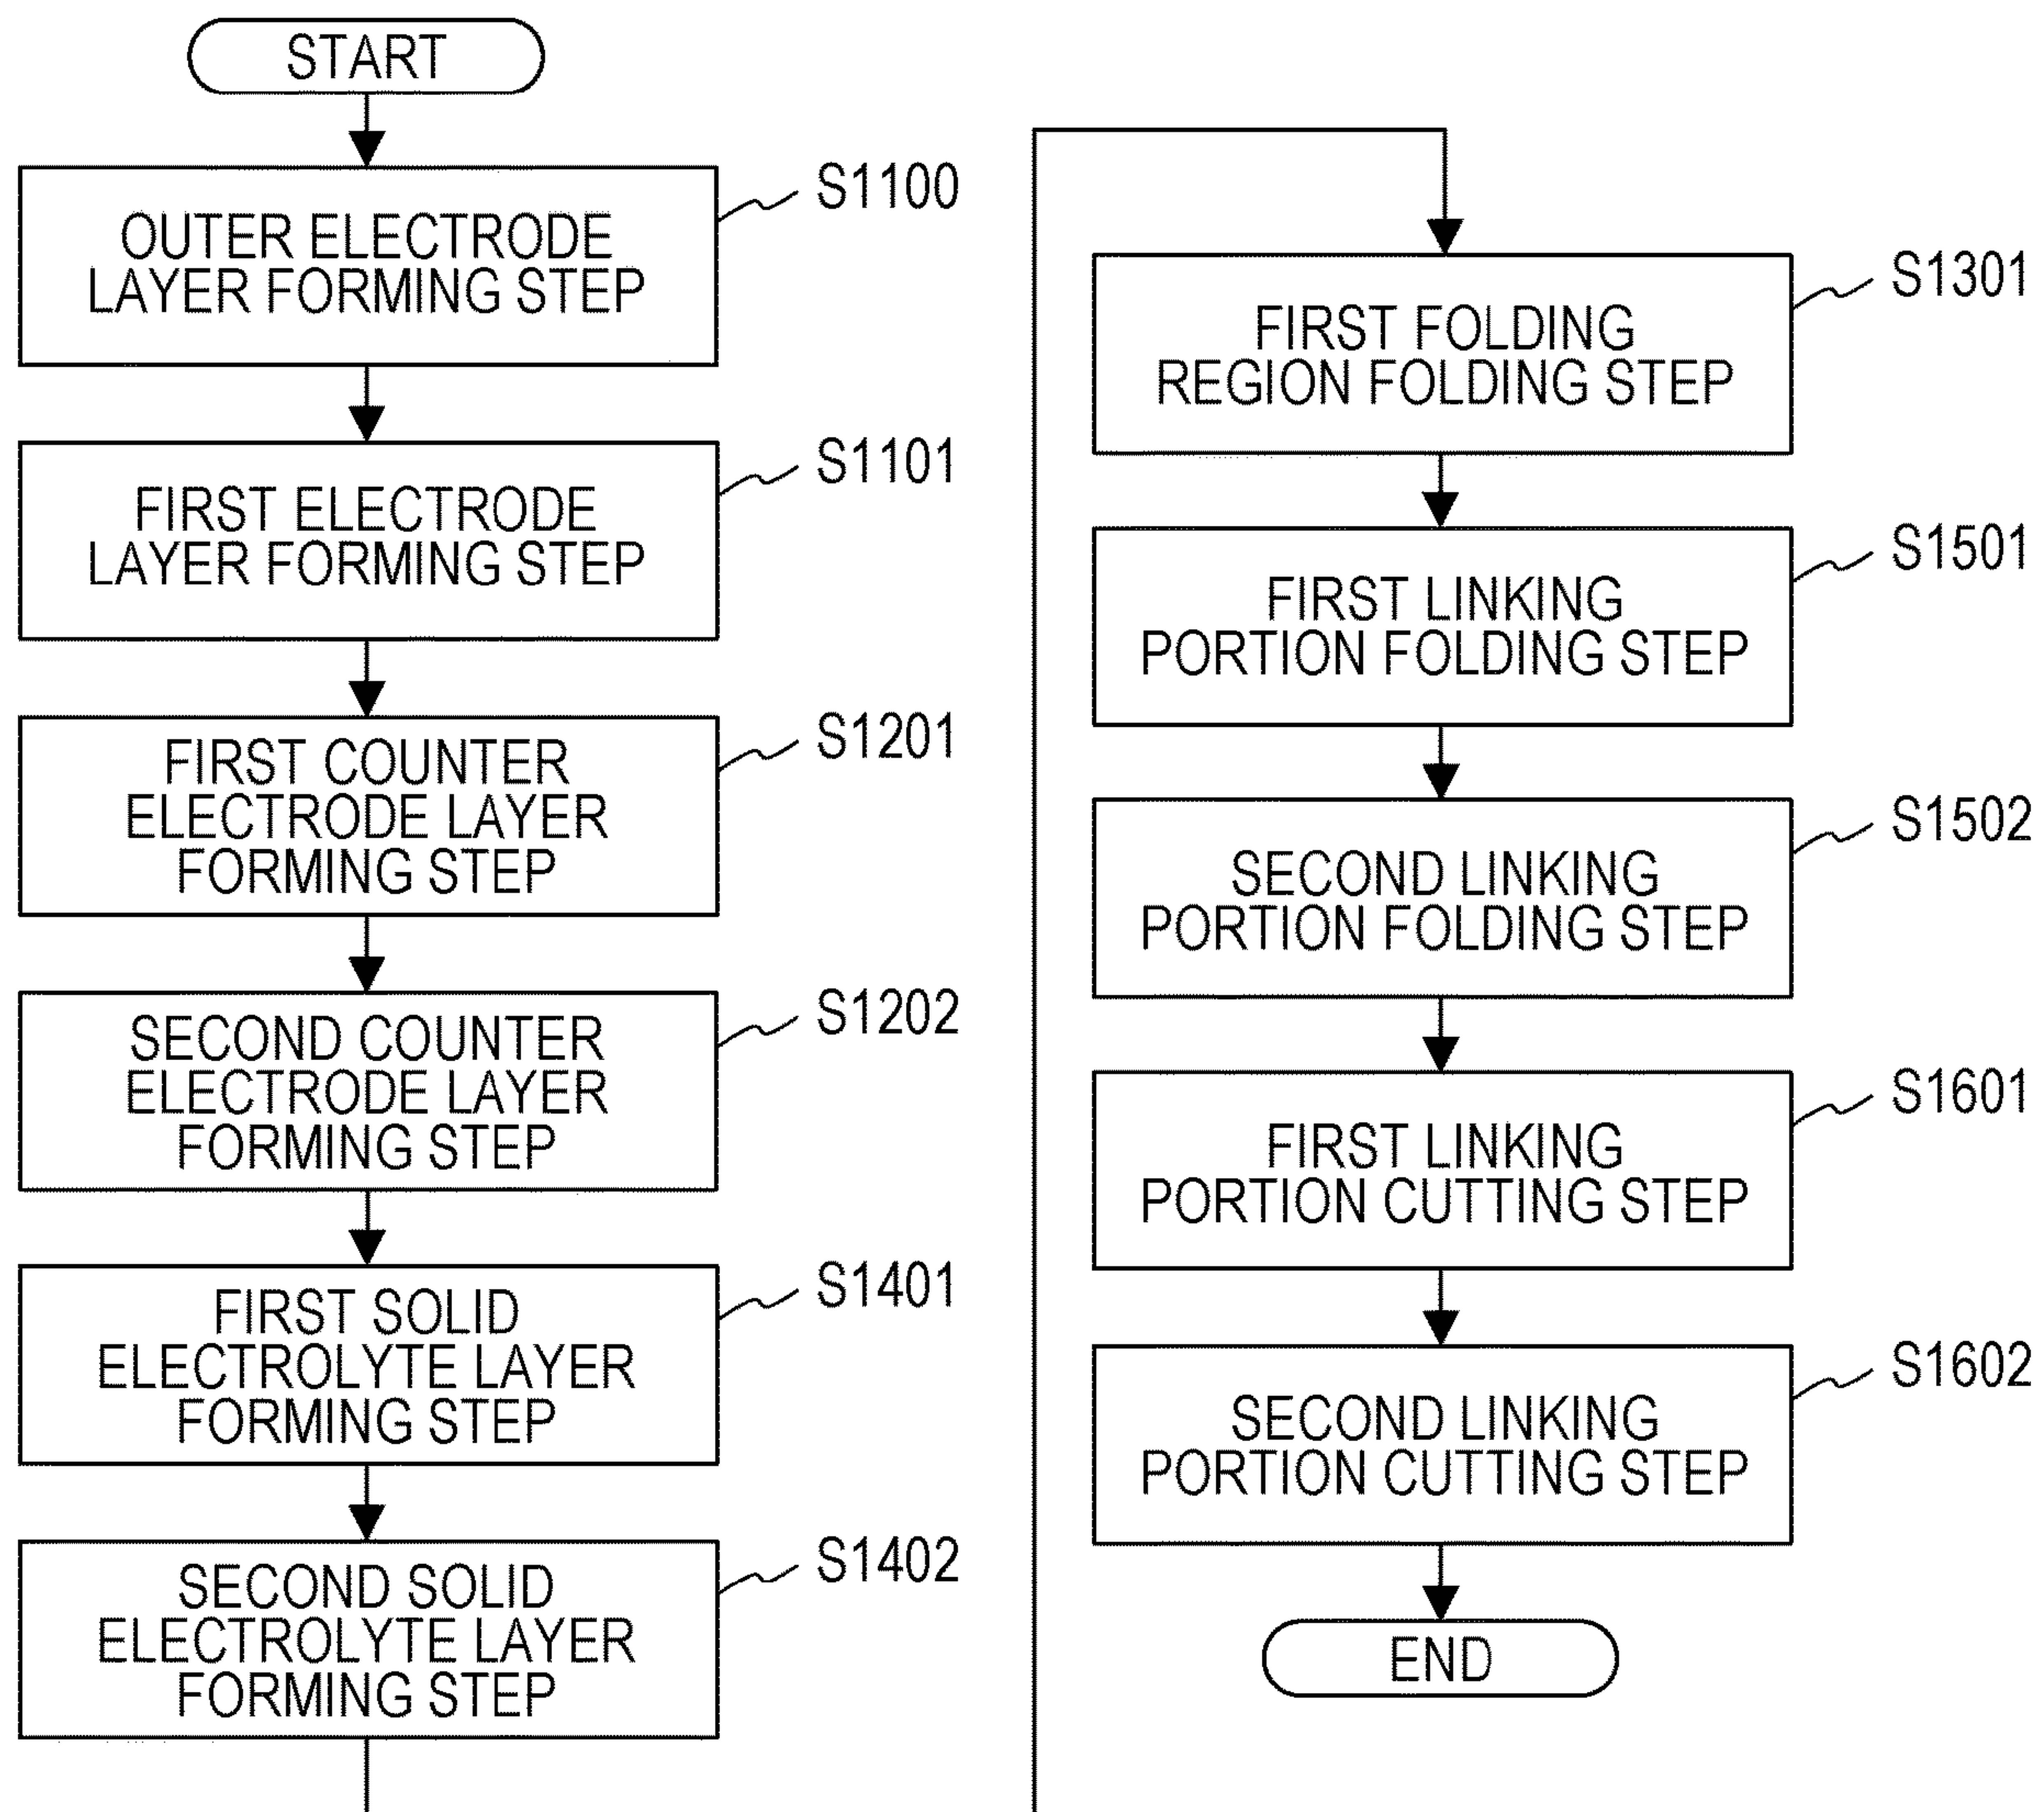 START
S1100
OUTER ELECTRODE
LAYER FORMING STEP
S1101
FIRST ELECTRODE
LAYER FORMING STEP
S1201
FIRST COUNTER
ELECTRODE LAYER
FORMING STEP
S1202
SECOND COUNTER
ELECTRODE LAYER
FORMING STEP
S1401
FIRST SOLID
ELECTROLYTE LAYER
FORMING STEP
S1402
SECOND SOLID
ELECTROLYTE LAYER
FORMING STEP
S1301
FIRST FOLDING
REGION FOLDING STEP
S1501
FIRST LINKING
PORTION FOLDING STEP
S1502
SECOND LINKING
PORTION FOLDING STEP
S1601
FIRST LINKING
PORTION CUTTING STEP
S1602
SECOND LINKING
PORTION CUTTING STEP
END